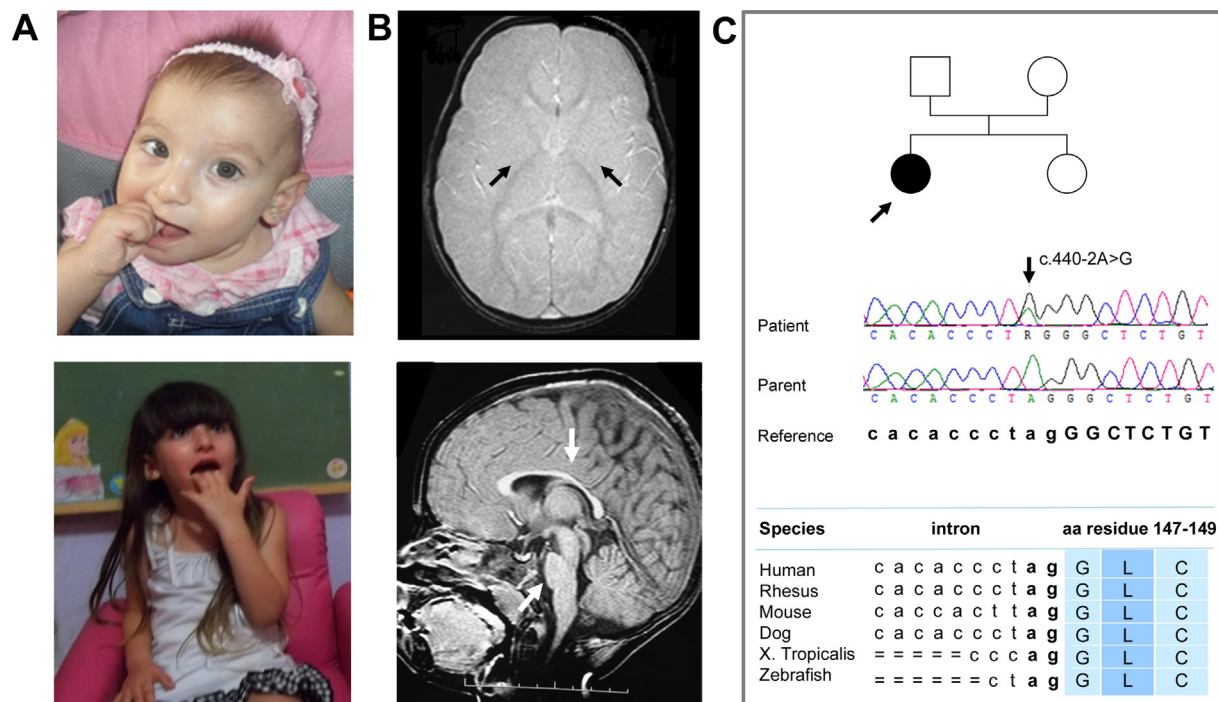 A
B
C
c.440-2A>G
Patient
C A C A C C C T R G G G C T C T G T
Parent
C A C A C C C T A G G G C T C T G T
Reference
c a c a c c c t a g G G C T C T G T
Species intron aa residue 147-149
Human c a c a c c c t a g G L C
Rhesus c a c a c c c t a g G L C
Mouse c a c c a c t t a g G L C
Dog c a c a c c c t a g G L C
X. Tropicalis = = = = = c c c a g G L C
Zebrafish = = = = = = c t a g G L C